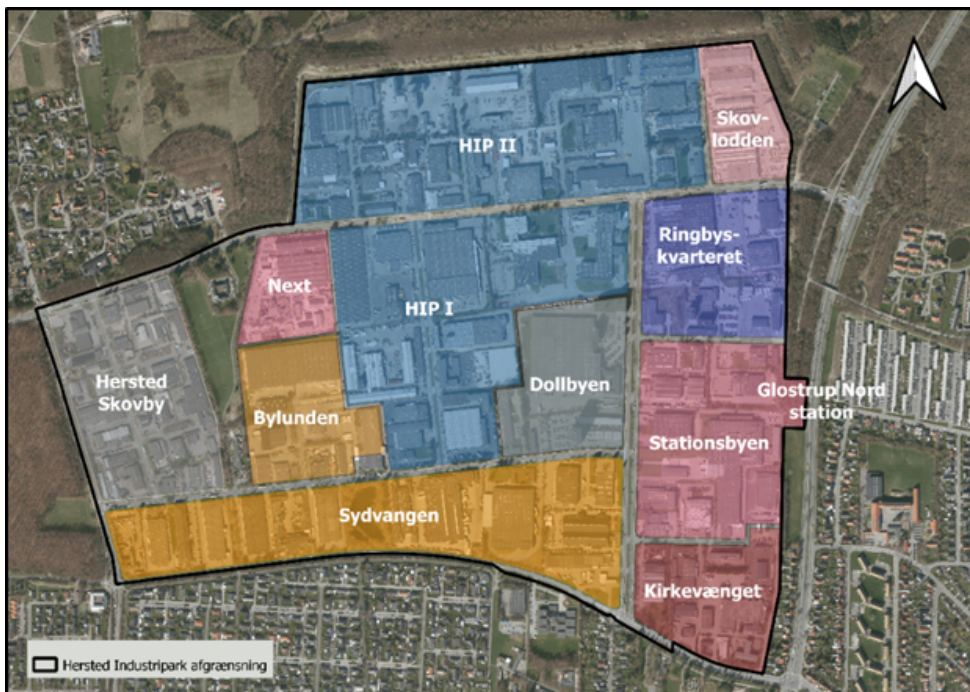 HIP II
Skov-
lodden
Ringbys-
kvarteret
Next
HIP I
Hersted
Skovby
Dollbyen
Glostrup Nord
station
Bylunden
Stationsbyen
Sydvangen
Kirkevænget
Hersted Industripark afgrænsning